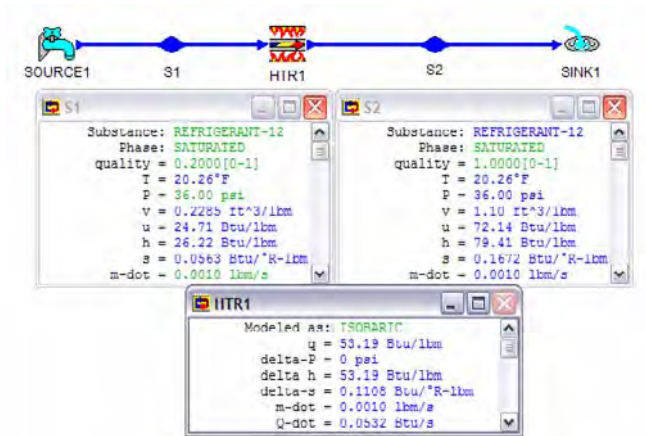 SOURCE1 S1 HTR1 S2 SINK1
S1
Substance: REFRIGERANT-12
Phase: SATURATED
quality = 0.2000[0-1]
T = 20.26°F
P = 36.00 psi
v = 0.2285 ft^3/lbm
u = 24.71 Btu/lbm
h = 26.22 Btu/lbm
s = 0.0563 Btu/°R-lbm
m-dot = 0.0010 lbm/s
S2
Substance: REFRIGERANT-12
Phase: SATURATED
quality = 1.0000[0-1]
T = 20.26°F
P = 36.00 psi
v = 1.10 ft^3/lbm
u = 72.14 Btu/lbm
h = 79.41 Btu/lbm
s = 0.1672 Btu/°R-lbm
m-dot = 0.0010 lbm/s
HTR1
Modeled as: ISOBARIC
q = 53.19 Btu/lbm
delta-P = 0 psi
delta h = 53.19 Btu/lbm
delta-s = 0.1108 Btu/°R-lbm
m-dot = 0.0010 lbm/s
Q-dot = 0.0532 Btu/s